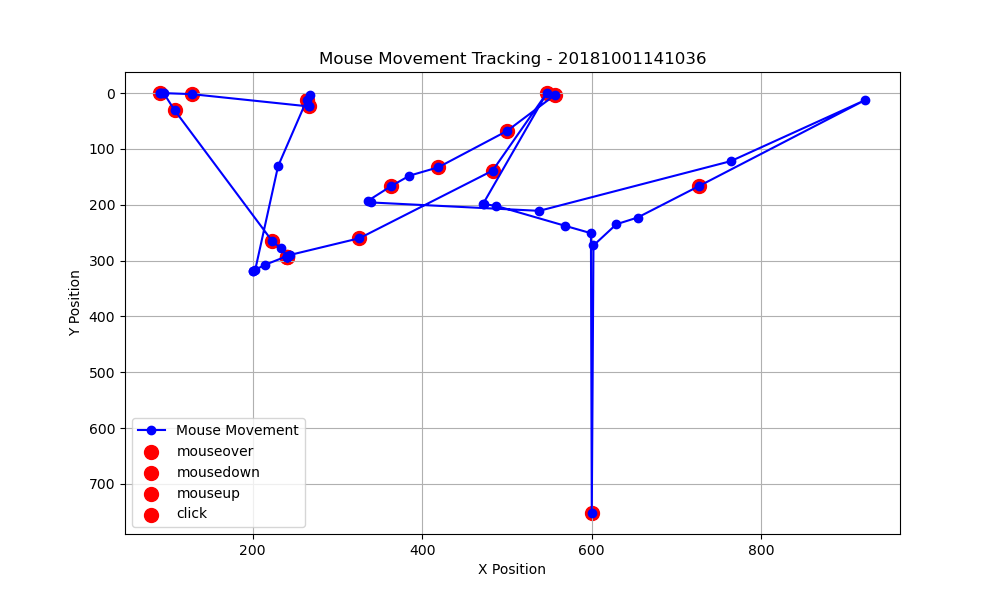 Mouse Movement Tracking - 20181001141036
0
100
200
300
400
500
600
700
Y Position
Mouse Movement
mouseover
mousedown
mouseup
click
200
400
600
800
X Position